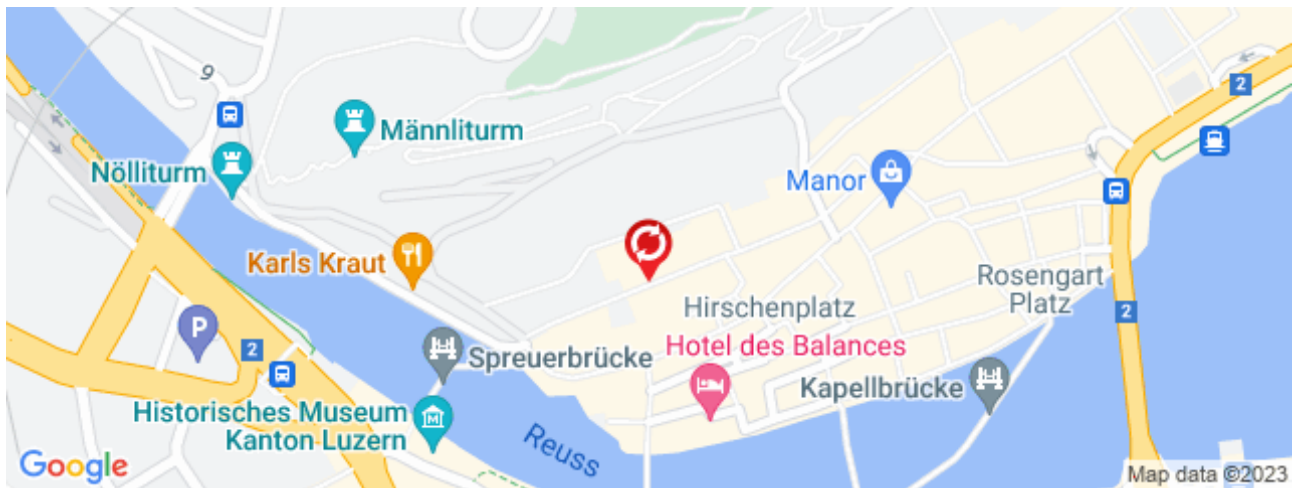 9
2
Männliturm
Nölliturm
Manor
Karls Kraut
Rosengart
Platz
Hirschenplatz
P
2
2
Hotel des Balances
Spreuerbrücke
Kapellbrücke
Historisches Museum
Kanton Luzern
M
Reuss
Google
Map data ©2023